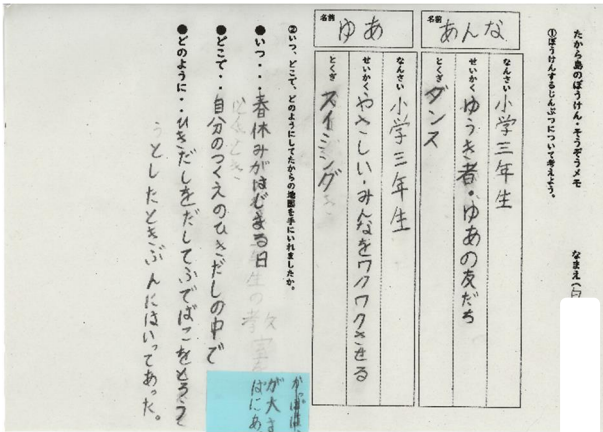 たから島のぼうけん・そうぞうメモ なまえ(
①ぼうけんするじんぶつについて考えよう。
名前 あんな
なんさい 小学三年生
せいかく ゆうき者・ゆあの友だち
とくぎ ダンス
名前 ゆあ
なんさい 小学三年生
せいかく やさしい・みんなをワクワクさせる
とくぎ スイミング
②いつ、どこで、どのようにしてたからの地図を手にいれましたか。
●いつ・・・春休みがはじまる日
●どこで・・自分のつくえのひきだしの中で
●どのように・・ひきだしをだしてふでばこをとろう
としたときぶんにはいってあった。
が大き
ばにあ